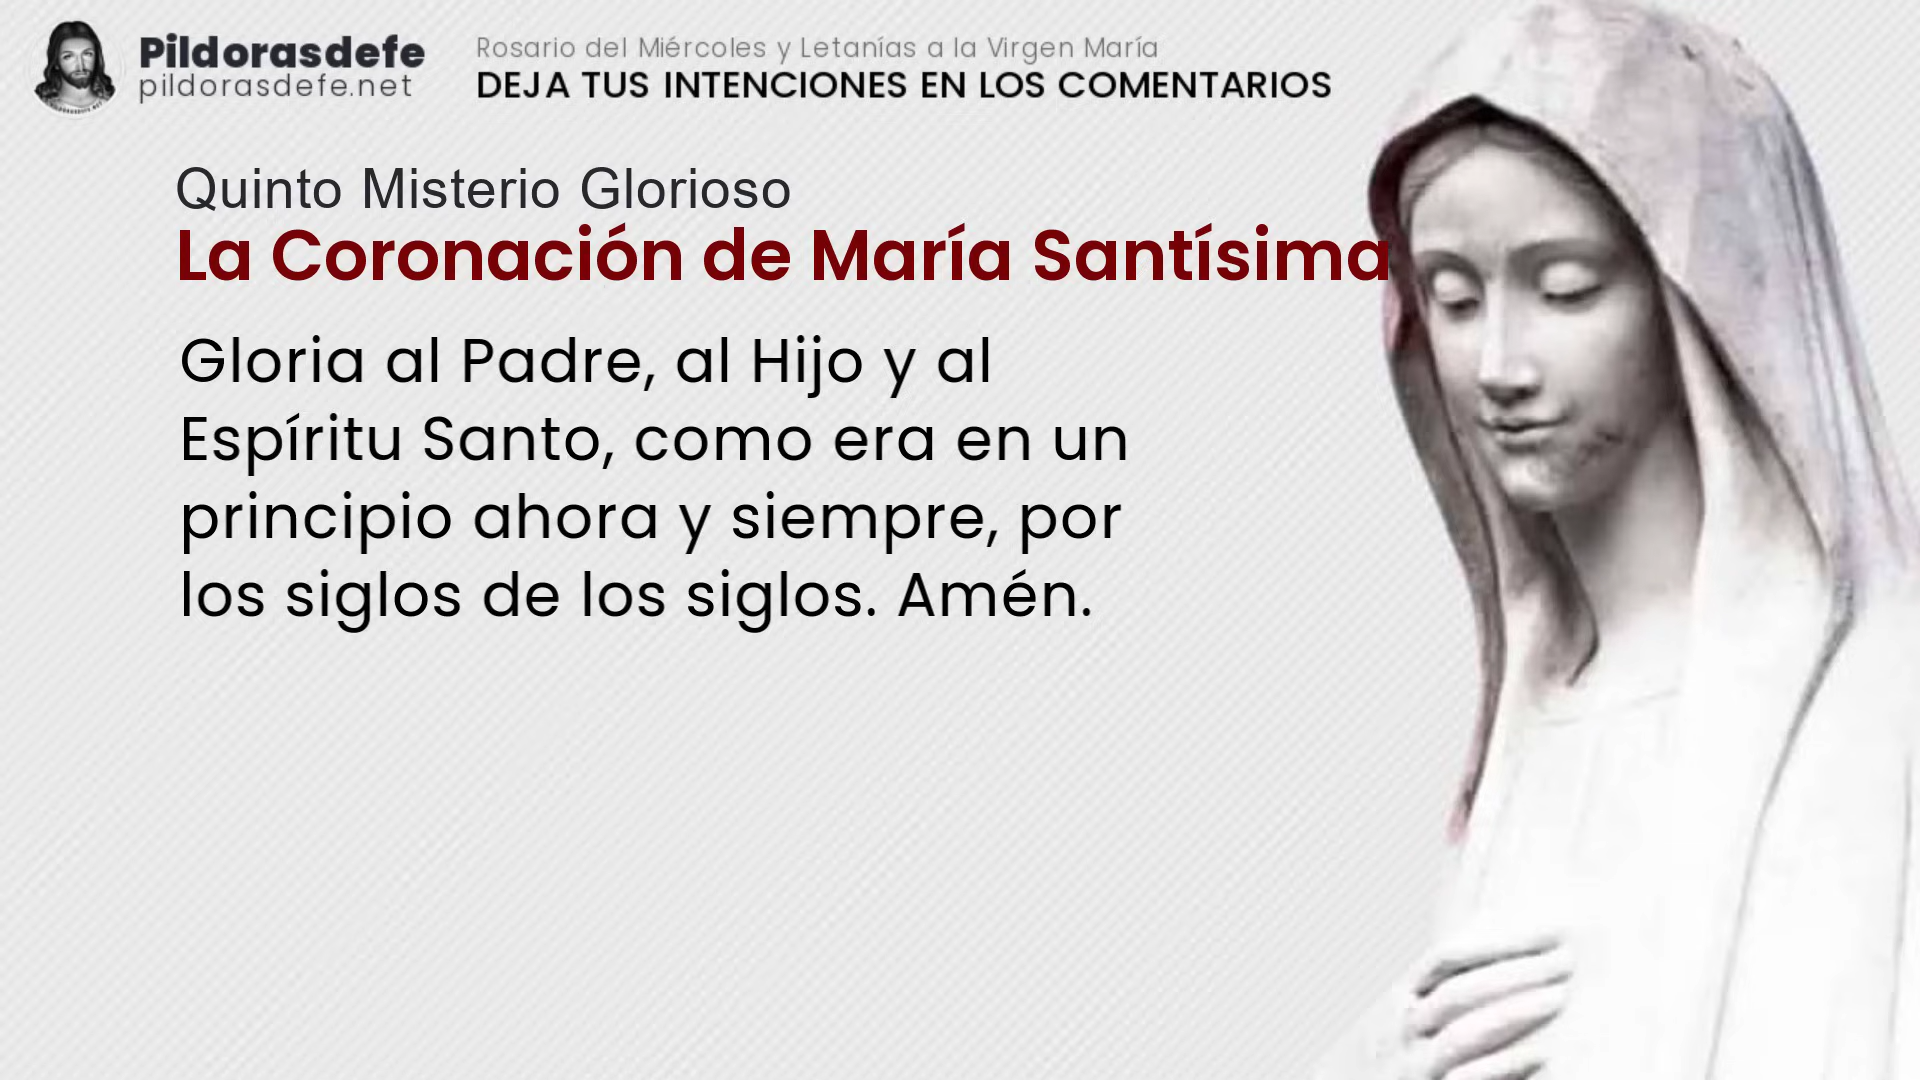 Pildorasdefe
pildorasdefe.net
Rosario del Miércoles y Letanías a la Virgen María
DEJA TUS INTENCIONES EN LOS COMENTARIOS
Quinto Misterio Glorioso
La Coronación de María Santísima
Gloria al Padre, al Hijo y al
Espíritu Santo, como era en un
principio ahora y siempre, por
los siglos de los siglos. Amén.